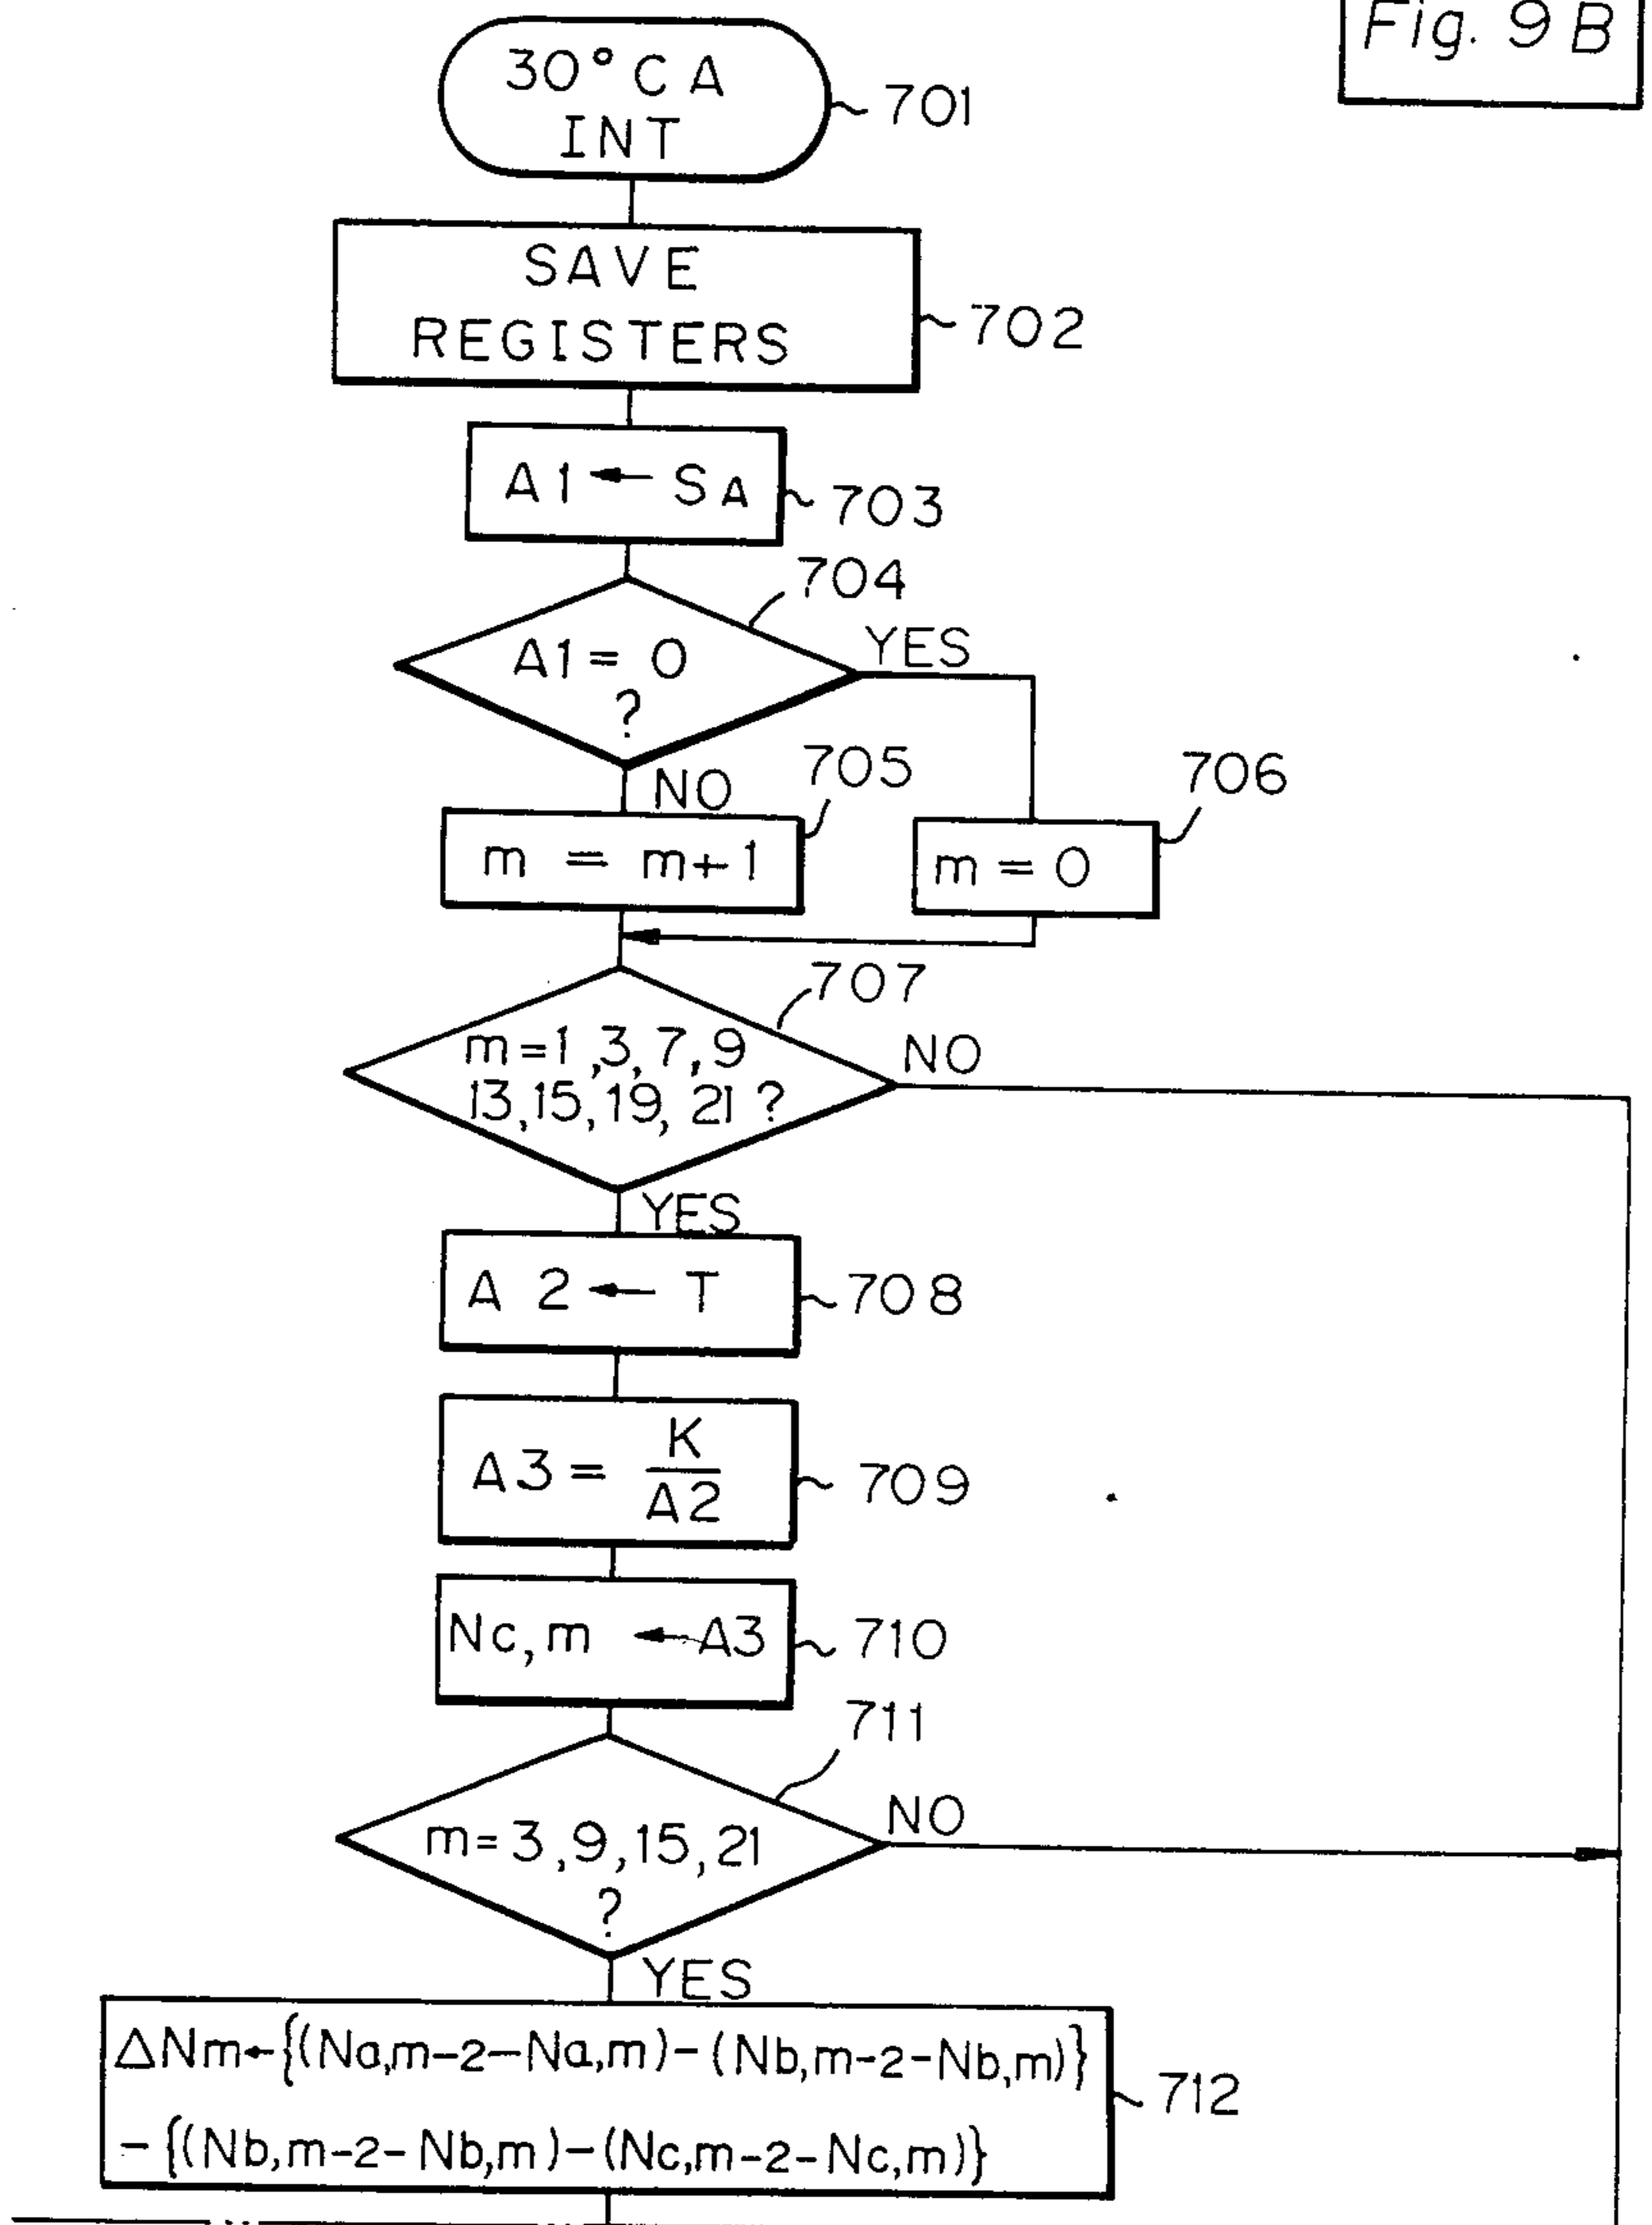 Fig. 9B
30°CA
INT
701
SAVE
REGISTERS
702
A1 ← SA
703
704
A1 = 0
?
YES
NO
705
m = m+1
706
m = 0
707
m=1,3,7,9
13,15,19,21?
NO
YES
A2 ← T
708
A3 = K
A2
709
Nc,m ← A3
710
711
m=3,9,15,21
?
NO
YES
ΔNm←{(Na,m-2-Na,m)-(Nb,m-2-Nb,m)}
-{(Nb,m-2-Nb,m)-(Nc,m-2-Nc,m)}
712